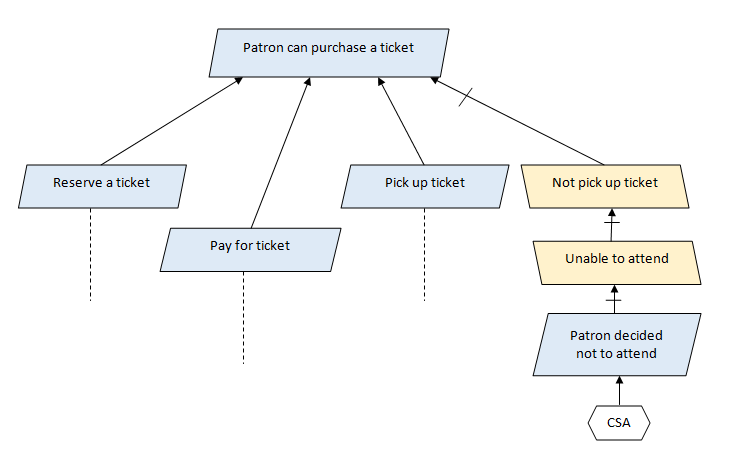 Patron can purchase a ticket
Reserve a ticket
Pick up ticket
Not pick up ticket
Pay for ticket
Unable to attend
Patron decided
not to attend
CSA